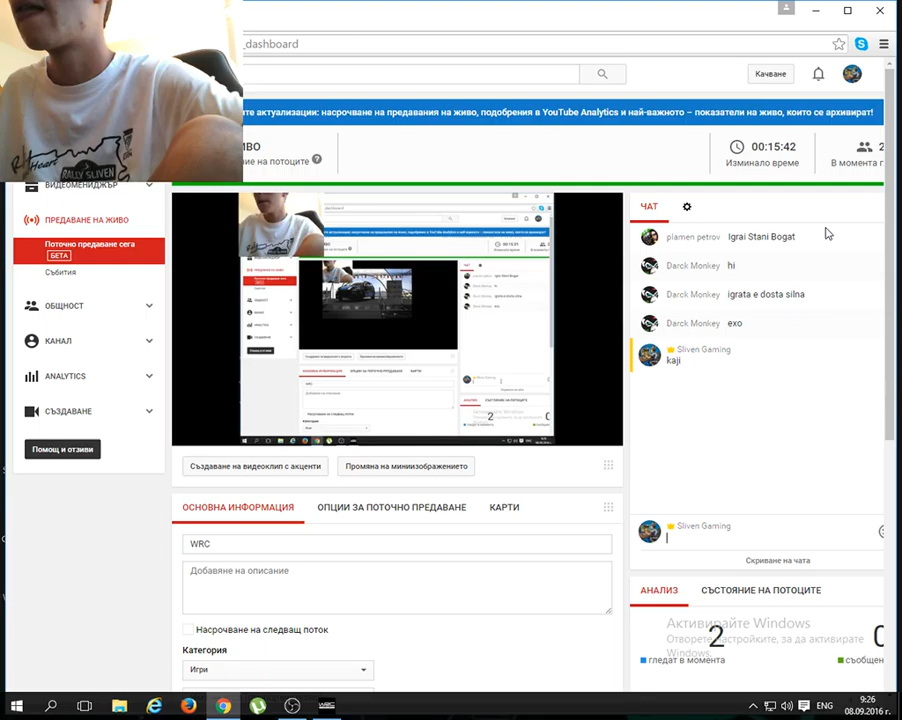 _dashboard
Качване
ите актуализации: насрочване на предавания на живо, подобрения в YouTube Analytics и най-важното – показатели на живо, които се архивират!
ИВО
ение на потоците ?
00:15:42
Изминало време
2
В момента г
ВИДЕОМЕНИДЖЪР
ПРЕДАВАНЕ НА ЖИВО
Поточно предаване сега
БЕТА
Събития
ОБЩНОСТ
КАНАЛ
ANALYTICS
СЪЗДАВАНЕ
Помощ и отзиви
RALLY SLIVEN
ЧАТ
plamen petrov Igrai Stani Bogat
Darck Monkey hi
Darck Monkey igrata e dosta silna
Darck Monkey exo
Sliven Gaming
kaji
Sliven Gaming
Скриване на чата
Създаване на видеоклип с акценти
Промяна на миниизображението
ОСНОВНА ИНФОРМАЦИЯ
ОПЦИИ ЗА ПОТОЧНО ПРЕДАВАНЕ
КАРТИ
WRC
Добавяне на описание
Насрочване на следващ поток
Категория
Игри
АНАЛИЗ
СЪСТОЯНИЕ НА ПОТОЦИТЕ
Активирайте Windows
Отворете настройките, за да активирате
Windows.
2
гледат в момента
съобщен
ENG
9:26
08.09.2016 г.